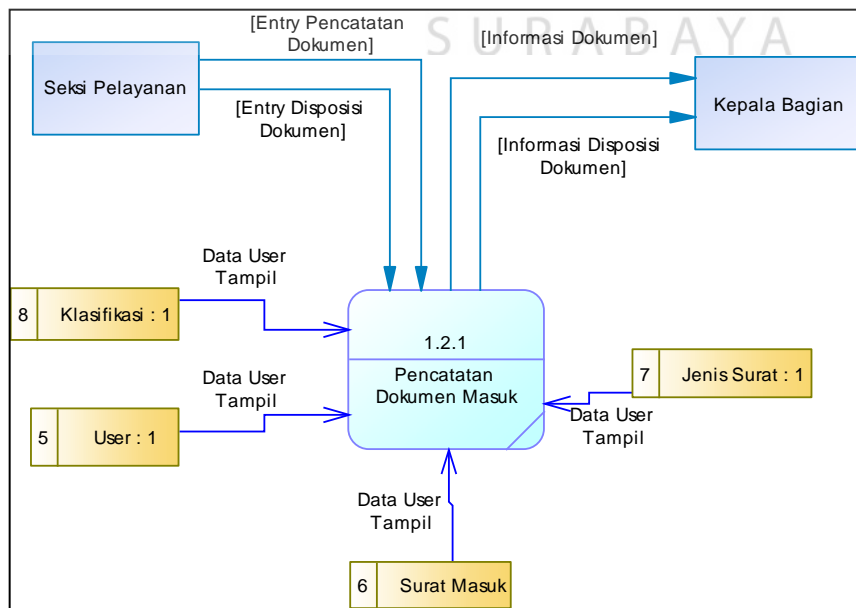 SURABAYA
[Entry Pencatatan
Dokumen]
[Informasi Dokumen]
Seksi Pelayanan
Kepala Bagian
[Entry Disposisi
Dokumen]
[Informasi Disposisi
Dokumen]
Data User
Tampil
8
Klasifikasi : 1
1.2.1
Pencatatan
Dokumen Masuk
7
Jenis Surat : 1
Data User
Tampil
Data User
Tampil
5
User : 1
Data User
Tampil
6
Surat Masuk